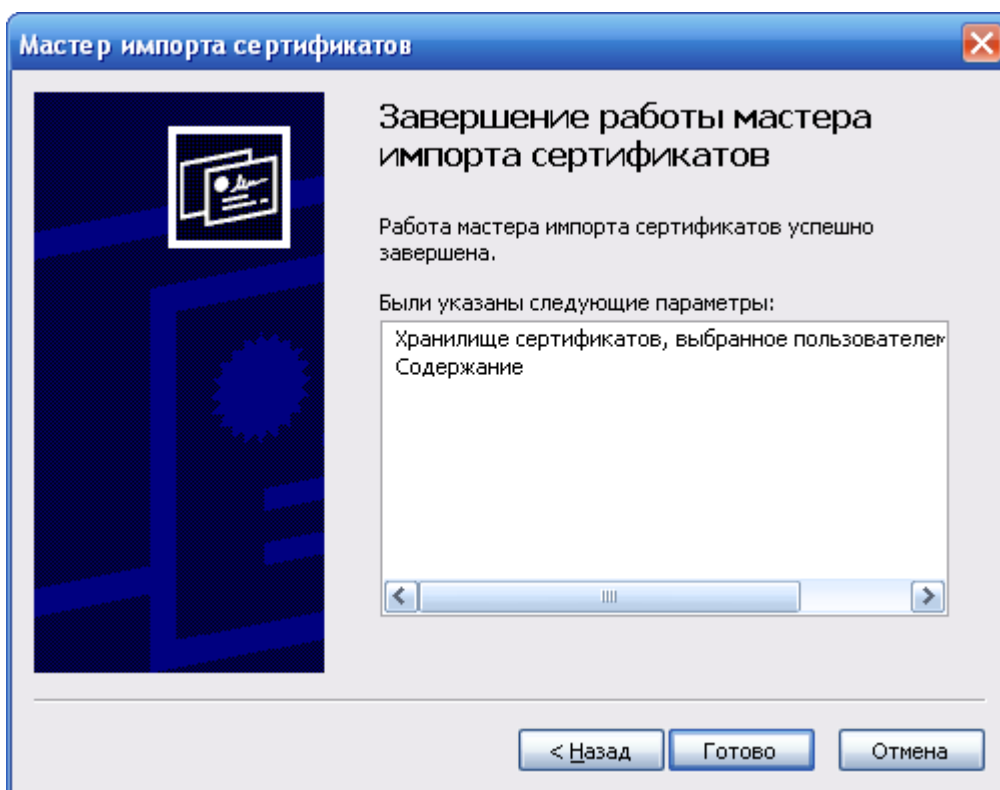 Мастер импорта сертификатов
Завершение работы мастера
импорта сертификатов
Работа мастера импорта сертификатов успешно
завершена.
Были указаны следующие параметры:
Хранилище сертификатов, выбранное пользователем
Содержание
< Назад
Готово
Отмена